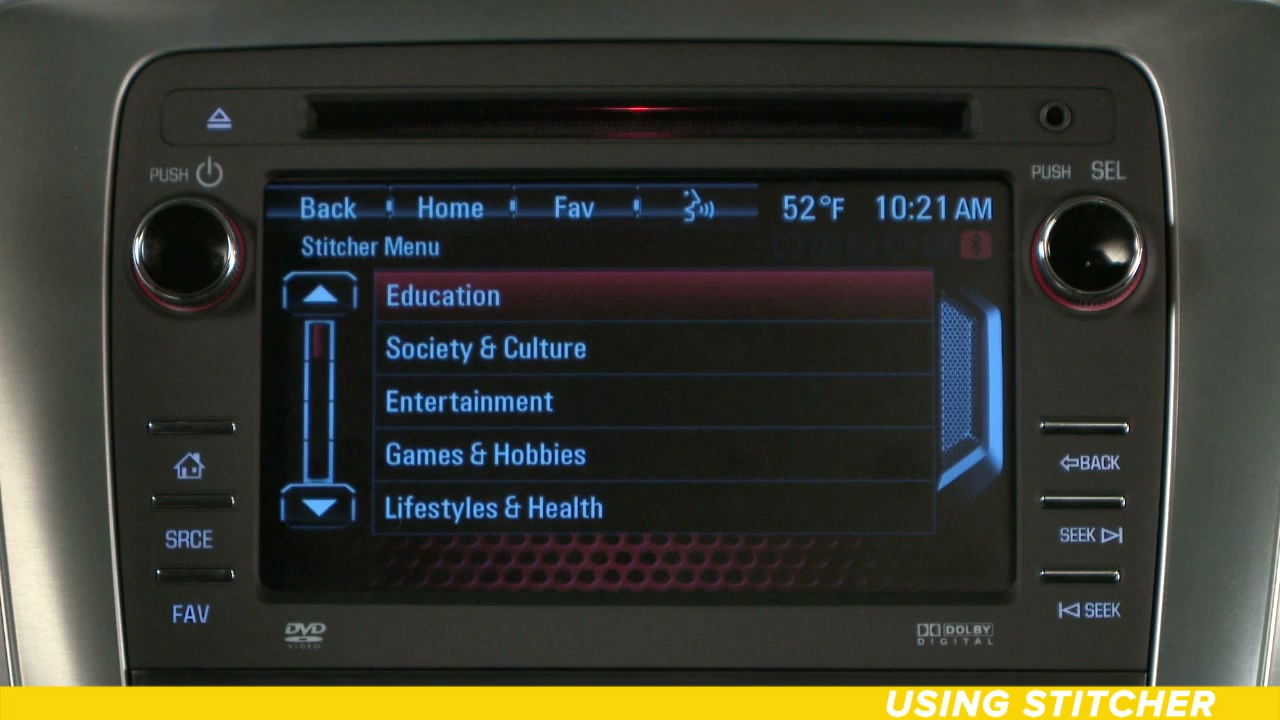 PUSH
PUSH SEL
Back Home Fav 52°F 10:21 AM
Stitcher Menu
Education
Society & Culture
Entertainment
Games & Hobbies
Lifestyles & Health
SRCE
FAV
BACK
SEEK
SEEK
DVD
VIDEO
DOLBY
DIGITAL
USING STITCHER